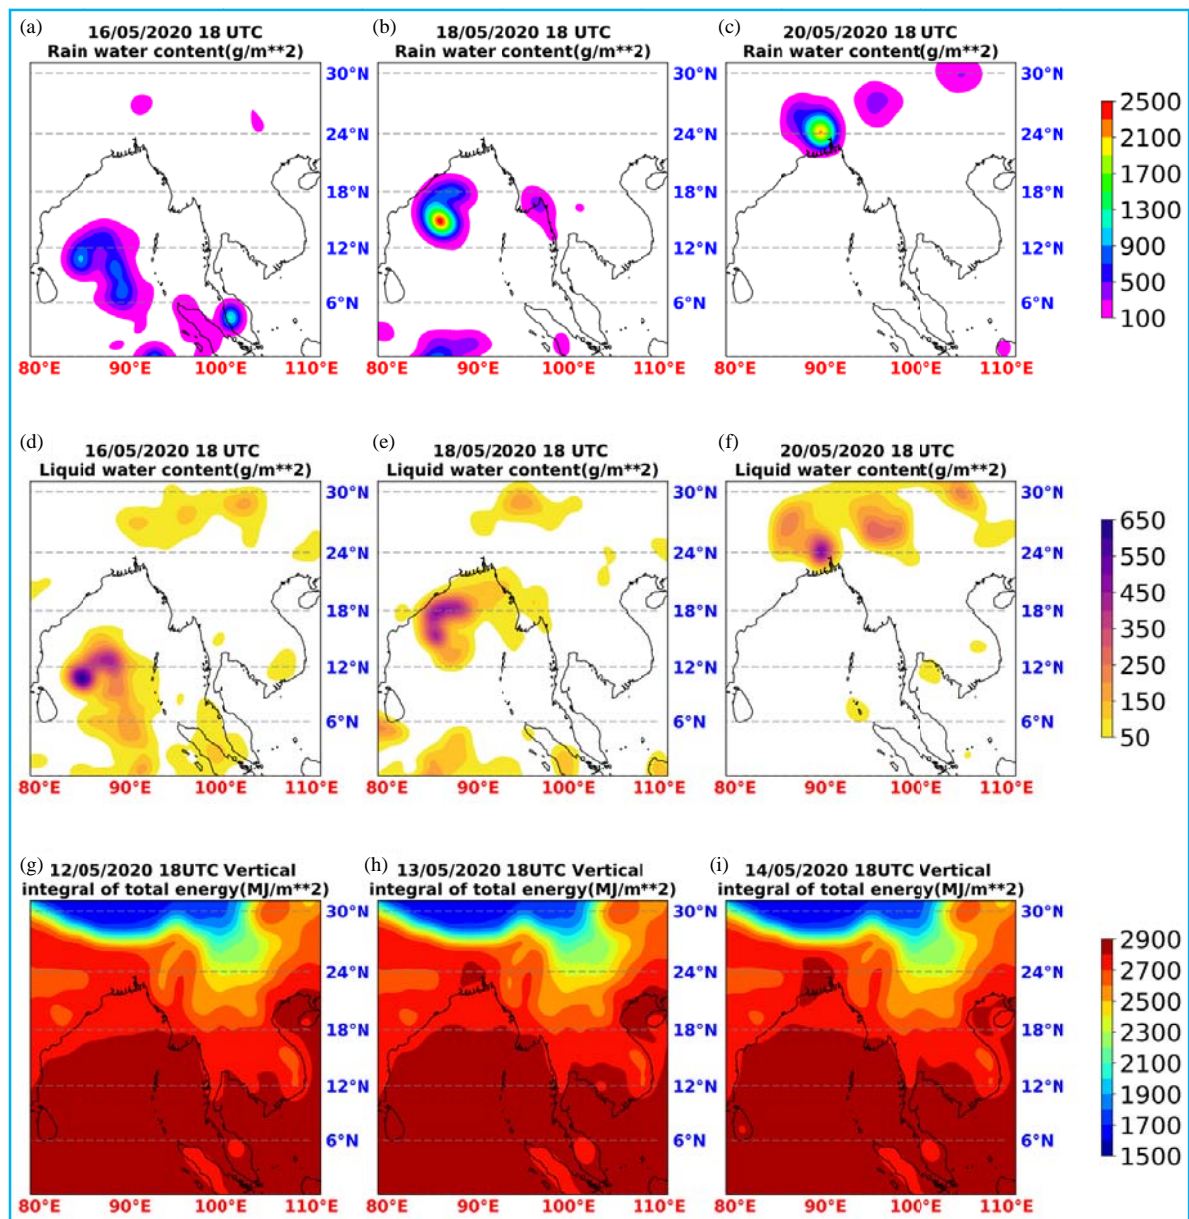 (a) (b) (c)
16/05/2020 18 UTC 18/05/2020 18 UTC 20/05/2020 18 UTC
Rain water content(g/m**2) Rain water content(g/m**2) Rain water content(g/m**2)
30°N 30°N 30°N
2500
24°N 24°N 24°N
2100
1700
18°N 18°N 18°N
1300
12°N 12°N 12°N
900
500
6°N 6°N 6°N
100
80°E 90°E 100°E 110°E 80°E 90°E 100°E 110°E 80°E 90°E 100°E 110°E
(d) (e) (f)
16/05/2020 18 UTC 18/05/2020 18 UTC 20/05/2020 18 UTC
Liquid water content(g/m**2) Liquid water content(g/m**2) Liquid water content(g/m**2)
30°N 30°N 30°N
650
24°N 24°N 24°N
550
450
18°N 18°N 18°N
350
12°N 12°N 12°N
250
150
6°N 6°N 6°N
50
80°E 90°E 100°E 110°E 80°E 90°E 100°E 110°E 80°E 90°E 100°E 110°E
(g) (h) (i)
12/05/2020 18UTC Vertical 13/05/2020 18UTC Vertical 14/05/2020 18UTC Vertical
integral of total energy(MJ/m**2) integral of total energy(MJ/m**2) integral of total energy(MJ/m**2)
30°N 30°N 30°N
2900
24°N 24°N 24°N
2700
2500
18°N 18°N 18°N
2300
2100
12°N 12°N 12°N
1900
1700
6°N 6°N 6°N
1500
80°E 90°E 100°E 110°E 80°E 90°E 100°E 110°E 80°E 90°E 100°E 110°E